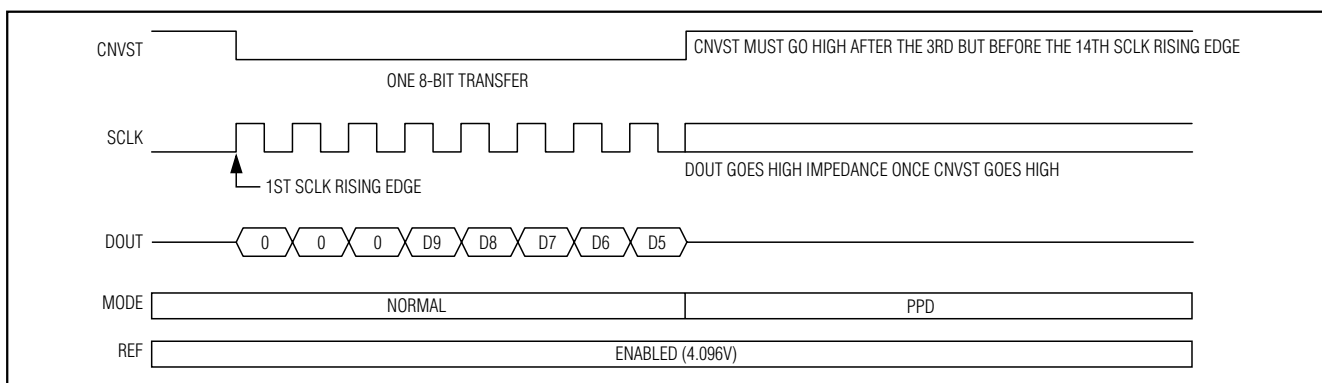 CNVST
CNVST MUST GO HIGH AFTER THE 3RD BUT BEFORE THE 14TH SCLK RISING EDGE
ONE 8-BIT TRANSFER
SCLK
DOUT GOES HIGH IMPEDANCE ONCE CNVST GOES HIGH
1ST SCLK RISING EDGE
DOUT 0 0 0 D9 D8 D7 D6 D5
MODE NORMAL PPD
REF ENABLED (4.096V)